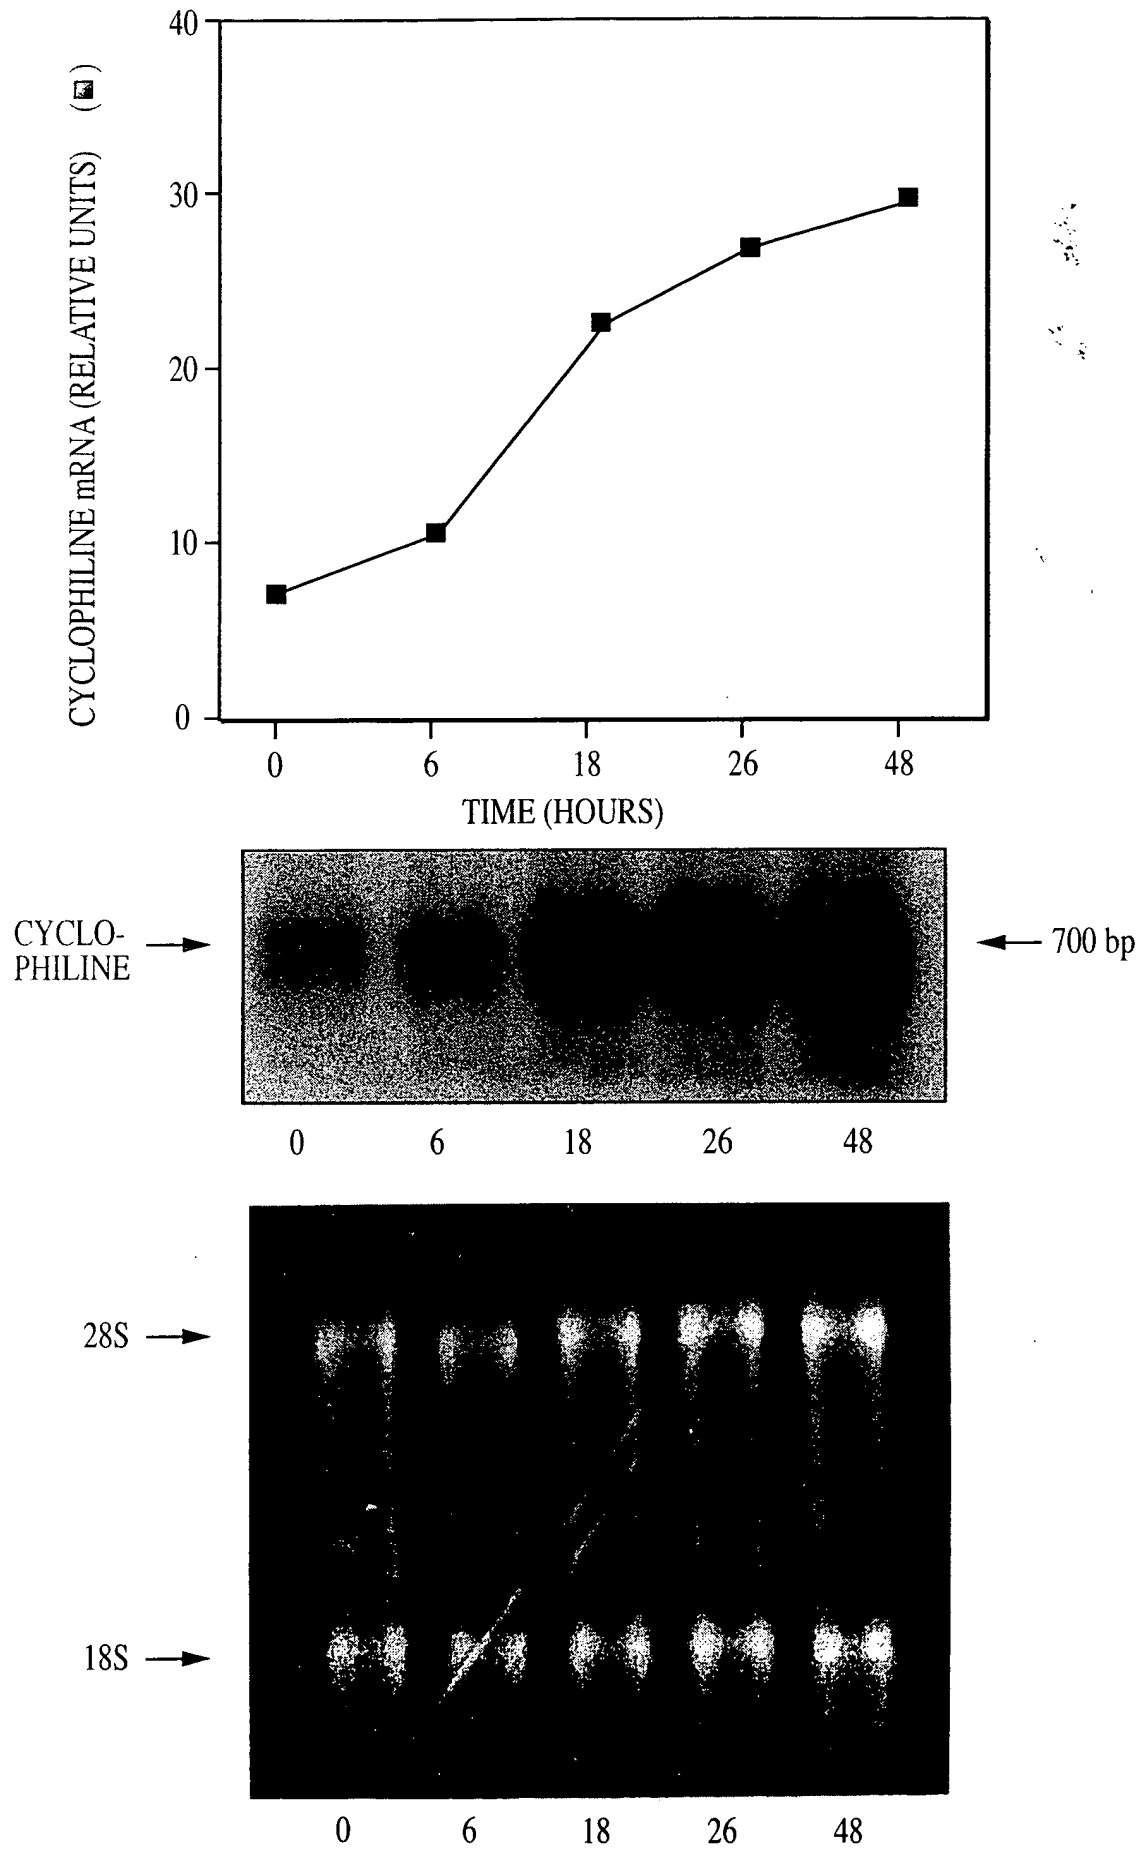 40
30
20
10
0
CYCLOPHILINE mRNA (RELATIVE UNITS) ( )
0 6 18 26 48
TIME (HOURS)
CYCLO-
PHILINE
700 bp
0 6 18 26 48
28S
18S
0 6 18 26 48